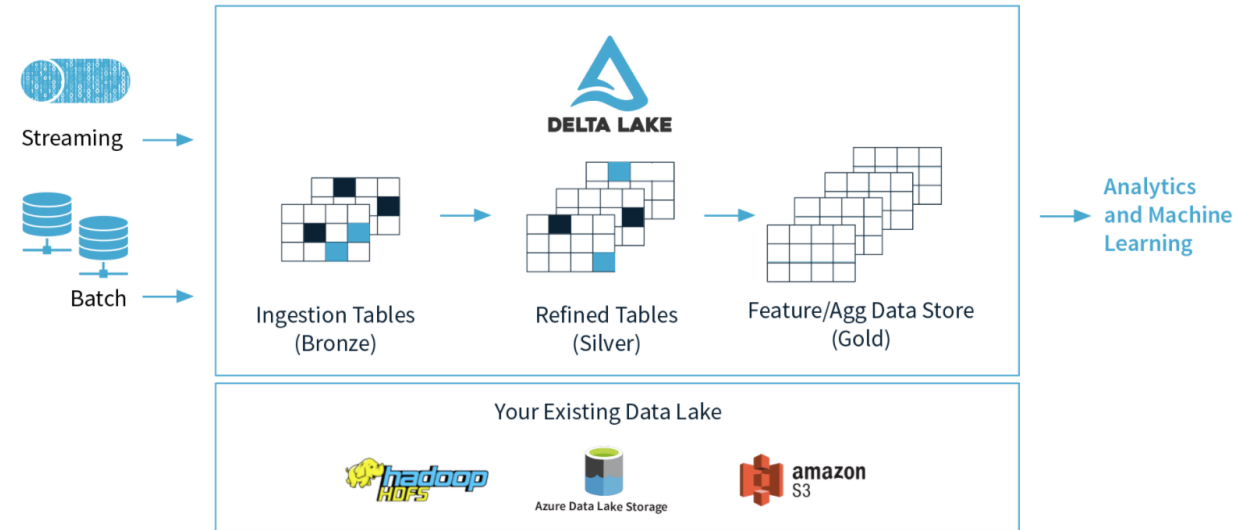 Streaming
Batch
DELTA LAKE
Ingestion Tables
(Bronze)
Refined Tables
(Silver)
Feature/Agg Data Store
(Gold)
Analytics
and Machine
Learning
Your Existing Data Lake
hadoop
HDFS
Azure Data Lake Storage
amazon
S3